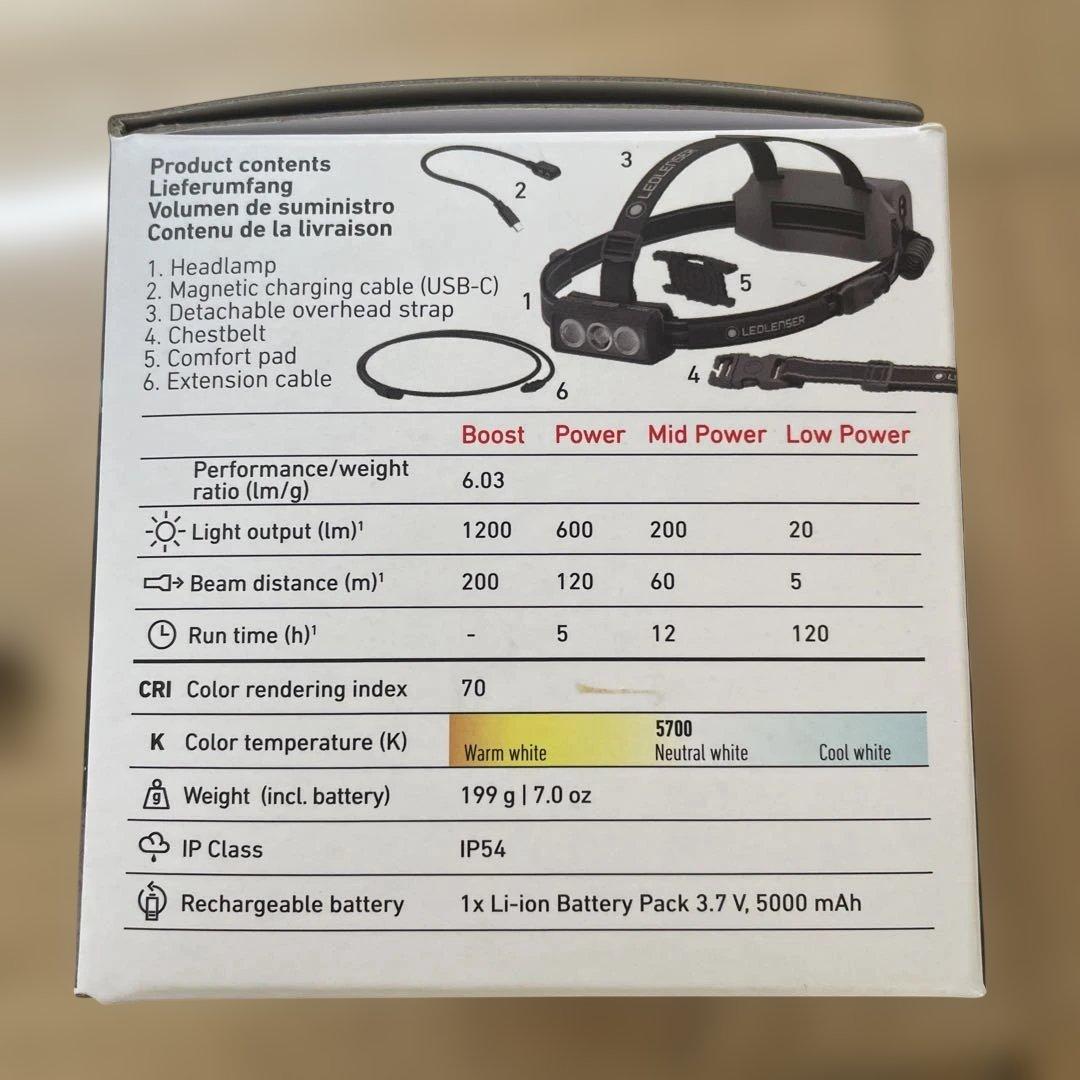 Product contents
Lieferumfang
Volumen de suministro
Contenu de la livraison
1. Headlamp
2. Magnetic charging cable (USB-C)
3. Detachable overhead strap
4. Chestbelt
5. Comfort pad
6. Extension cable
2
3
LEDLENSER
1
5
LEDLENSER
4
6
Boost Power Mid Power Low Power
Performance/weight
ratio (lm/g) 6.03
Light output (lm)¹ 1200 600 200 20
Beam distance (m)¹ 200 120 60 5
Run time (h)¹ - 5 12 120
CRI Color rendering index 70
K Color temperature (K) 5700
Warm white Neutral white Cool white
g Weight (incl. battery) 199 g | 7.0 oz
IP Class IP54
Rechargeable battery 1x Li-ion Battery Pack 3.7 V, 5000 mAh